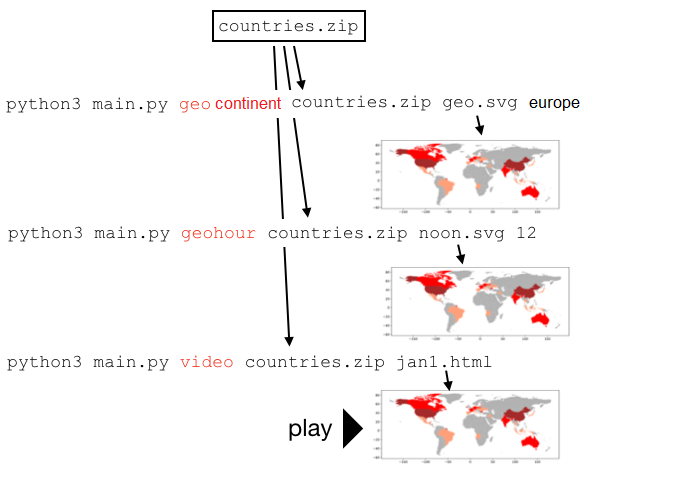 countries.zip
python3 main.py geo continent countries.zip geo.svg europe
python3 main.py geohour countries.zip noon.svg 12
python3 main.py video countries.zip jan1.html
play